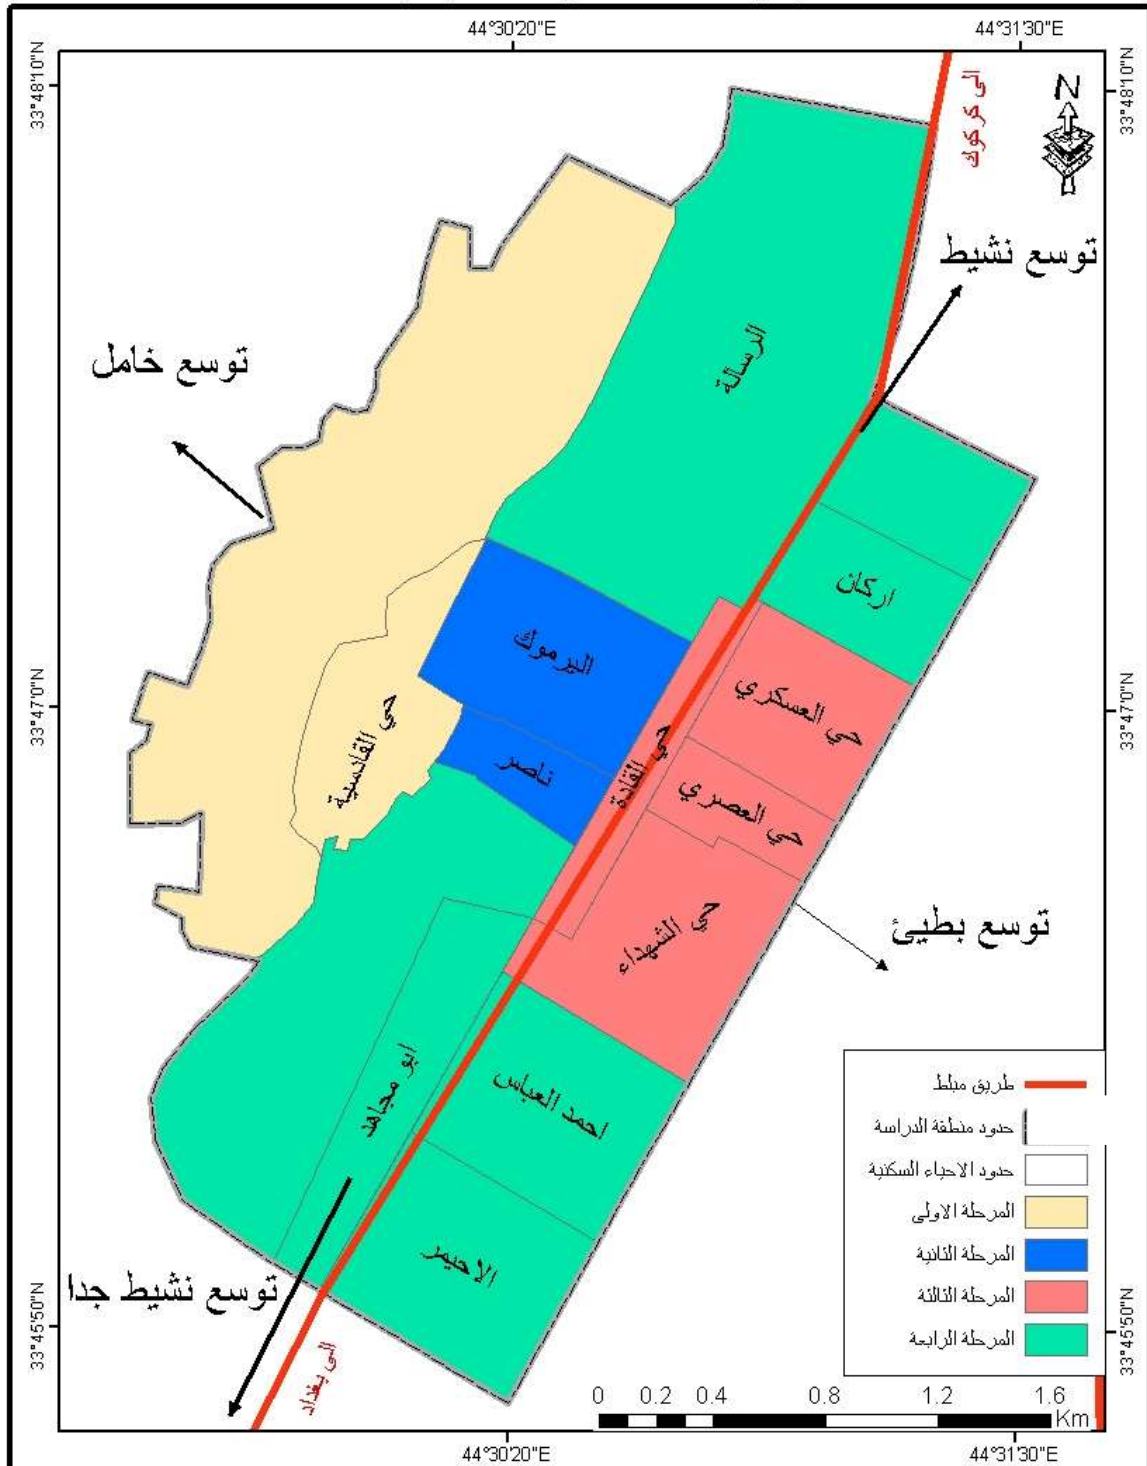 44°30'20"E
44°31'30"E
33°48'10"N
33°48'10"N
الى كركوك
N
توسع نشيط
توسع خامل
الرسالة
اركان
اليرموك
حي العسكري
33°47'0"N
33°47'0"N
حي القادسية
ناصر
حي القادة
حي العصري
حي الشهداء
توسع بطيئ
ابو مجاهد
احمد العباس
الاحيمر
توسع نشيط جدا
الى بغداد
طريق مبلط
حدود منطقة الدراسة
حدود الاحياء السكنية
المرحلة الاولى
المرحلة الثانية
المرحلة الثالثة
المرحلة الرابعة
33°45'50"N
33°45'50"N
0 0.2 0.4 0.8 1.2 1.6
Km
44°30'20"E
44°31'30"E